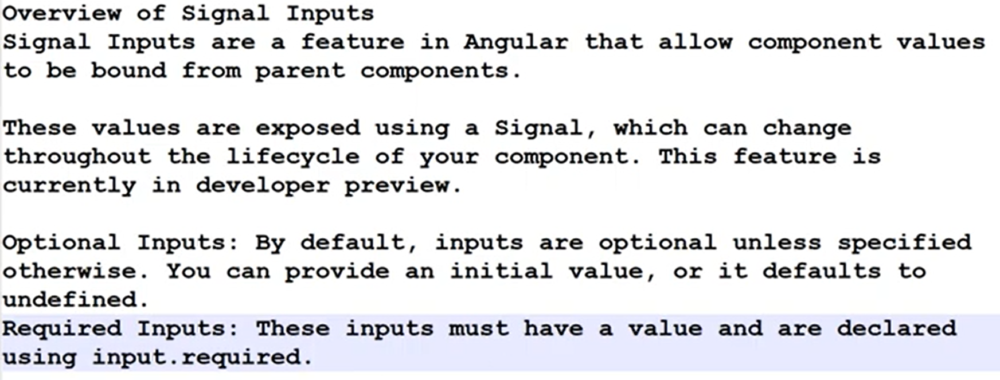 Overview of Signal Inputs
Signal Inputs are a feature in Angular that allow component values
to be bound from parent components.
These values are exposed using a Signal, which can change
throughout the lifecycle of your component. This feature is
currently in developer preview.
Optional Inputs: By default, inputs are optional unless specified
otherwise. You can provide an initial value, or it defaults to
undefined.
Required Inputs: These inputs must have a value and are declared
using input.required.